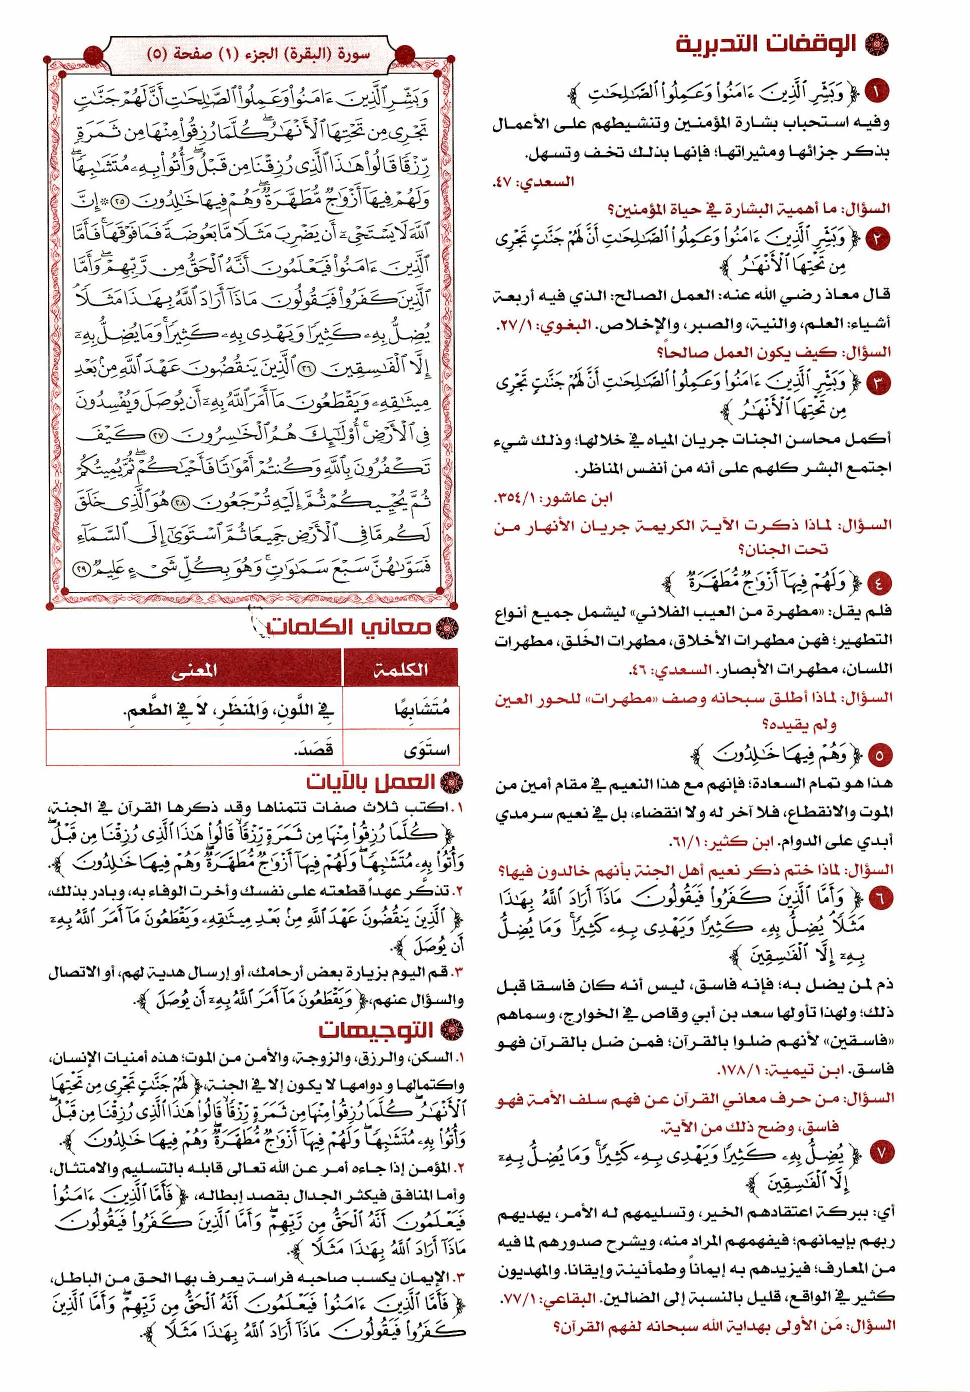 الوقفات التدبرية
١ ﴿ وَبَشِّرِ ٱلَّذِينَ ءَامَنُوا۟ وَعَمِلُوا۟ ٱلصَّـٰلِحَـٰتِ ﴾
وفيه استحباب بشارة المؤمنين وتنشيطهم على الأعمال
بذكر جزائها ومثيراتها؛ فإنها بذلك تخف وتسهل.
السعدي: ٤٧.
السؤال: ما أهمية البشارة في حياة المؤمنين؟
٢ ﴿ وَبَشِّرِ ٱلَّذِينَ ءَامَنُوا۟ وَعَمِلُوا۟ ٱلصَّـٰلِحَـٰتِ أَنَّ لَهُمْ جَنَّـٰتٍ تَجْرِى
مِن تَحْتِهَا ٱلْأَنْهَـٰرُ ﴾
قال معاذ رضي الله عنه: العمل الصالح: الذي فيه أربعة
أشياء: العلم، والنية، والصبر، والإخلاص. البغوي: ٢٧/١.
السؤال: كيف يكون العمل صالحاً؟
٣ ﴿ وَبَشِّرِ ٱلَّذِينَ ءَامَنُوا۟ وَعَمِلُوا۟ ٱلصَّـٰلِحَـٰتِ أَنَّ لَهُمْ جَنَّـٰتٍ تَجْرِى
مِن تَحْتِهَا ٱلْأَنْهَـٰرُ ﴾
أكمل محاسن الجنات جريان المياه في خلالها؛ وذلك شيء
اجتمع البشر كلهم على أنه من أنفس المناظر.
ابن عاشور: ٣٥٤/١.
السؤال: لماذا ذكرت الآية الكريمة جريان الأنهار من
تحت الجنان؟
٤ ﴿ وَلَهُمْ فِيهَآ أَزْوَٰجٌ مُّطَهَّرَةٌ ﴾
فلم يقل: «مطهرة من العيب الفلاني» ليشمل جميع أنواع
التطهير؛ فهن مطهرات الأخلاق، مطهرات الخَلق، مطهرات
اللسان، مطهرات الأبصار. السعدي: ٤٦.
السؤال: لماذا أطلق سبحانه وصف «مطهرات» للحور العين
ولم يقيده؟
٥ ﴿ وَهُمْ فِيهَا خَـٰلِدُونَ ﴾
هذا هو تمام السعادة؛ فإنهم مع هذا النعيم في مقام أمين من
الموت والانقطاع، فلا آخر له ولا انقضاء، بل في نعيم سرمدي
أبدي على الدوام. ابن كثير: ٦١/١.
السؤال: لماذا ختم ذكر نعيم أهل الجنة بأنهم خالدون فيها؟
٦ ﴿ وَأَمَّا ٱلَّذِينَ كَفَرُوا۟ فَيَقُولُونَ مَاذَآ أَرَادَ ٱللَّهُ بِهَـٰذَا
مَثَلًا ۘ يُضِلُّ بِهِۦ كَثِيرًا وَيَهْدِى بِهِۦ كَثِيرًا ۚ وَمَا يُضِلُّ
بِهِۦٓ إِلَّا ٱلْفَـٰسِقِينَ ﴾
ذم لمن يضل به؛ فإنه فاسق، ليس أنه كان فاسقا قبل
ذلك؛ ولهذا تأولها سعد بن أبي وقاص في الخوارج، وسماهم
«فاسقين» لأنهم ضلوا بالقرآن؛ فمن ضل بالقرآن فهو
فاسق. ابن تيمية: ١٧٨/١.
السؤال: من حرف معاني القرآن عن فهم سلف الأمة فهو
فاسق، وضح ذلك من الآية.
٧ ﴿ يُضِلُّ بِهِۦ كَثِيرًا وَيَهْدِى بِهِۦ كَثِيرًا ۚ وَمَا يُضِلُّ بِهِۦٓ
إِلَّا ٱلْفَـٰسِقِينَ ﴾
أي: ببركة اعتقادهم الخير، وتسليمهم له الأمر، يهديهم
ربهم بإيمانهم؛ فيفهمهم المراد منه، ويشرح صدورهم لما فيه
من المعارف؛ فيزيدهم به إيماناً وطمأنينة وإيقانا. والمهديون
كثير في الواقع، قليل بالنسبة إلى الضالين. البقاعي: ٧٧/١.
السؤال: مَن الأولى بهداية الله سبحانه لفهم القرآن؟
سورة (البقرة) الجزء (١) صفحة (٥)
وَبَشِّرِ ٱلَّذِينَ ءَامَنُوا۟ وَعَمِلُوا۟ ٱلصَّـٰلِحَـٰتِ أَنَّ لَهُمْ جَنَّـٰتٍ
تَجْرِى مِن تَحْتِهَا ٱلْأَنْهَـٰرُ ۖ كُلَّمَا رُزِقُوا۟ مِنْهَا مِن ثَمَرَةٍ
رِّزْقًا ۙ قَالُوا۟ هَـٰذَا ٱلَّذِى رُزِقْنَا مِن قَبْلُ ۖ وَأُتُوا۟ بِهِۦ مُتَشَـٰبِهًا ۖ
وَلَهُمْ فِيهَآ أَزْوَٰجٌ مُّطَهَّرَةٌ ۖ وَهُمْ فِيهَا خَـٰلِدُونَ ٢٥ ۞ إِنَّ
ٱللَّهَ لَا يَسْتَحْىِۦٓ أَن يَضْرِبَ مَثَلًا مَّا بَعُوضَةً فَمَا فَوْقَهَا ۚ فَأَمَّا
ٱلَّذِينَ ءَامَنُوا۟ فَيَعْلَمُونَ أَنَّهُ ٱلْحَقُّ مِن رَّبِّهِمْ ۖ وَأَمَّا
ٱلَّذِينَ كَفَرُوا۟ فَيَقُولُونَ مَاذَآ أَرَادَ ٱللَّهُ بِهَـٰذَا مَثَلًا ۘ
يُضِلُّ بِهِۦ كَثِيرًا وَيَهْدِى بِهِۦ كَثِيرًا ۚ وَمَا يُضِلُّ بِهِۦٓ
إِلَّا ٱلْفَـٰسِقِينَ ٢٦ ٱلَّذِينَ يَنقُضُونَ عَهْدَ ٱللَّهِ مِنۢ بَعْدِ
مِيثَـٰقِهِۦ وَيَقْطَعُونَ مَآ أَمَرَ ٱللَّهُ بِهِۦٓ أَن يُوصَلَ وَيُفْسِدُونَ
فِى ٱلْأَرْضِ ۚ أُو۟لَـٰٓئِكَ هُمُ ٱلْخَـٰسِرُونَ ٢٧ كَيْفَ
تَكْفُرُونَ بِٱللَّهِ وَكُنتُمْ أَمْوَٰتًا فَأَحْيَـٰكُمْ ۖ ثُمَّ يُمِيتُكُمْ
ثُمَّ يُحْيِيكُمْ ثُمَّ إِلَيْهِ تُرْجَعُونَ ٢٨ هُوَ ٱلَّذِى خَلَقَ
لَكُم مَّا فِى ٱلْأَرْضِ جَمِيعًا ثُمَّ ٱسْتَوَىٰٓ إِلَى ٱلسَّمَآءِ
فَسَوَّىٰهُنَّ سَبْعَ سَمَـٰوَٰتٍ ۚ وَهُوَ بِكُلِّ شَىْءٍ عَلِيمٌ ٢٩
معاني الكلمات
الكلمة المعنى
مُتَشَابِهًا في اللَّونِ، وَالمَنظَرِ، لَا في الطَّعمِ.
استَوَى قَصَدَ.
العمل بالآيات
١. اكتب ثلاث صفات تتمناها وقد ذكرها القرآن في الجنة،
﴿ كُلَّمَا رُزِقُوا۟ مِنْهَا مِن ثَمَرَةٍ رِّزْقًا ۙ قَالُوا۟ هَـٰذَا ٱلَّذِى رُزِقْنَا مِن قَبْلُ ۖ
وَأُتُوا۟ بِهِۦ مُتَشَـٰبِهًا ۖ وَلَهُمْ فِيهَآ أَزْوَٰجٌ مُّطَهَّرَةٌ ۖ وَهُمْ فِيهَا خَـٰلِدُونَ ﴾.
٢. تذكر عهداً قطعته على نفسك وأخرت الوفاء به، وبادر بذلك،
﴿ ٱلَّذِينَ يَنقُضُونَ عَهْدَ ٱللَّهِ مِنۢ بَعْدِ مِيثَـٰقِهِۦ وَيَقْطَعُونَ مَآ أَمَرَ ٱللَّهُ بِهِۦٓ
أَن يُوصَلَ ﴾.
٣. قم اليوم بزيارة بعض أرحامك، أو إرسال هدية لهم، أو الاتصال
والسؤال عنهم، ﴿ وَيَقْطَعُونَ مَآ أَمَرَ ٱللَّهُ بِهِۦٓ أَن يُوصَلَ ﴾.
التوجيهات
١. السكن، والرزق، والزوجة، والأمن من الموت؛ هذه أمنيات الإنسان،
واكتمالها ودوامها لا يكون إلا في الجنة، ﴿ لَهُمْ جَنَّـٰتٍ تَجْرِى مِن تَحْتِهَا
ٱلْأَنْهَـٰرُ ۖ كُلَّمَا رُزِقُوا۟ مِنْهَا مِن ثَمَرَةٍ رِّزْقًا ۙ قَالُوا۟ هَـٰذَا ٱلَّذِى رُزِقْنَا مِن قَبْلُ ۖ
وَأُتُوا۟ بِهِۦ مُتَشَـٰبِهًا ۖ وَلَهُمْ فِيهَآ أَزْوَٰجٌ مُّطَهَّرَةٌ ۖ وَهُمْ فِيهَا خَـٰلِدُونَ ﴾.
٢. المؤمن إذا جاءه أمر عن الله تعالى قابله بالتسليم والامتثال،
وأما المنافق فيكثر الجدال بقصد إبطاله، ﴿ فَأَمَّا ٱلَّذِينَ ءَامَنُوا۟
فَيَعْلَمُونَ أَنَّهُ ٱلْحَقُّ مِن رَّبِّهِمْ ۖ وَأَمَّا ٱلَّذِينَ كَفَرُوا۟ فَيَقُولُونَ
مَاذَآ أَرَادَ ٱللَّهُ بِهَـٰذَا مَثَلًا ﴾.
٣. الإيمان يكسب صاحبه فراسة يعرف بها الحق من الباطل،
﴿ فَأَمَّا ٱلَّذِينَ ءَامَنُوا۟ فَيَعْلَمُونَ أَنَّهُ ٱلْحَقُّ مِن رَّبِّهِمْ ۖ وَأَمَّا ٱلَّذِينَ
كَفَرُوا۟ فَيَقُولُونَ مَاذَآ أَرَادَ ٱللَّهُ بِهَـٰذَا مَثَلًا ﴾.